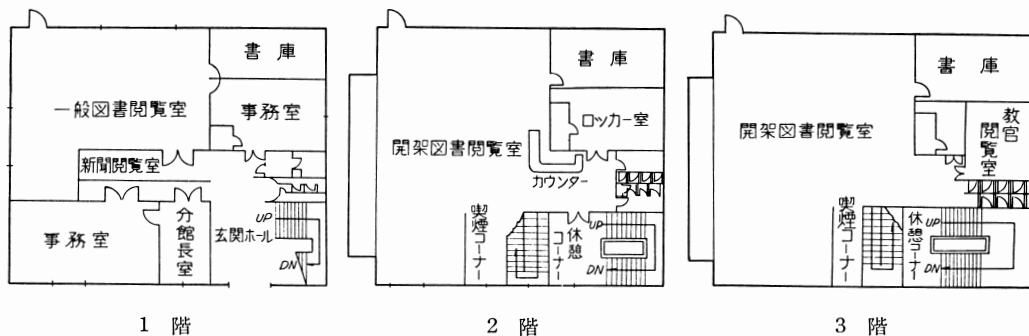 書庫
一般図書閲覧室
事務室
新聞閲覧室
事務室
分館長室
玄関ホール
UP
DN
1階
書庫
ロッカー室
開架図書閲覧室
カウンター
喫煙コーナー
休憩コーナー
UP
DN
2階
書庫
教官閲覧室
開架図書閲覧室
喫煙コーナー
休憩コーナー
UP
DN
3階